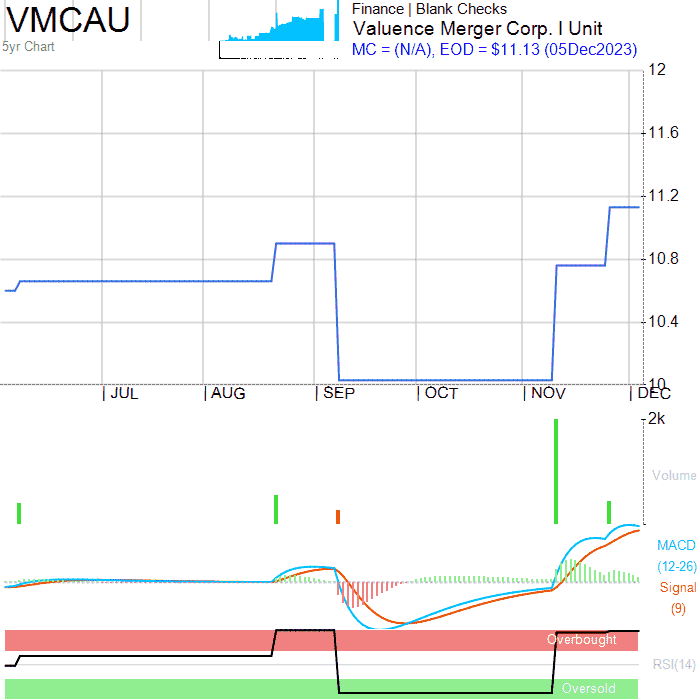 VMCAU
5yr Chart
Finance | Blank Checks
Valuence Merger Corp. I Unit
MC = (N/A), EOD = $11.13 (05Dec2023)
12
11.6
11.2
10.8
10.4
10
| JUL | AUG | SEP | OCT | NOV | DEC
2k
Volume
MACD
(12-26)
Signal
(9)
Overbought
RSI(14)
Oversold